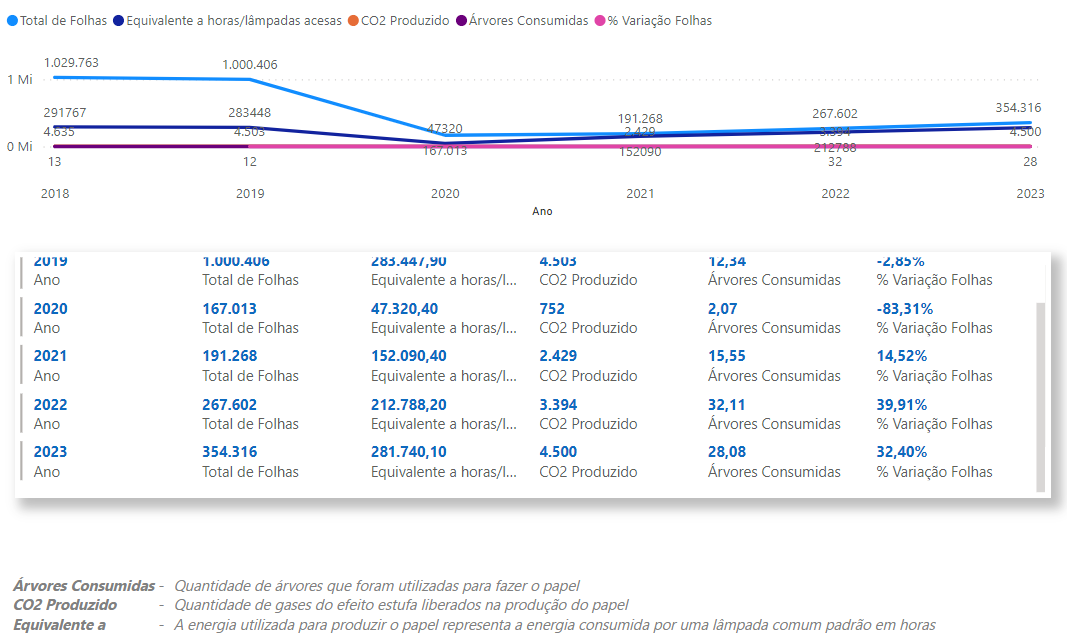 Total de Folhas Equivalente a horas/lâmpadas acesas CO2 Produzido Árvores Consumidas % Variação Folhas
1.029.763
1.000.406
1 Mi
291767
283448
47320
191.268
267.602
354.316
4.635
4.503
2.429
3.394
4.500
0 Mi
167.013
152090
212788
13
12
32
28
2018 2019 2020 2021 2022 2023
Ano
2019 1.000.406 283.447,90 4.503 12,34 -2,85%
Ano Total de Folhas Equivalente a horas/l... CO2 Produzido Árvores Consumidas % Variação Folhas
2020 167.013 47.320,40 752 2,07 -83,31%
Ano Total de Folhas Equivalente a horas/l... CO2 Produzido Árvores Consumidas % Variação Folhas
2021 191.268 152.090,40 2.429 15,55 14,52%
Ano Total de Folhas Equivalente a horas/l... CO2 Produzido Árvores Consumidas % Variação Folhas
2022 267.602 212.788,20 3.394 32,11 39,91%
Ano Total de Folhas Equivalente a horas/l... CO2 Produzido Árvores Consumidas % Variação Folhas
2023 354.316 281.740,10 4.500 28,08 32,40%
Ano Total de Folhas Equivalente a horas/l... CO2 Produzido Árvores Consumidas % Variação Folhas
Árvores Consumidas - Quantidade de árvores que foram utilizadas para fazer o papel
CO2 Produzido - Quantidade de gases do efeito estufa liberados na produção do papel
Equivalente a - A energia utilizada para produzir o papel representa a energia consumida por uma lâmpada comum padrão em horas